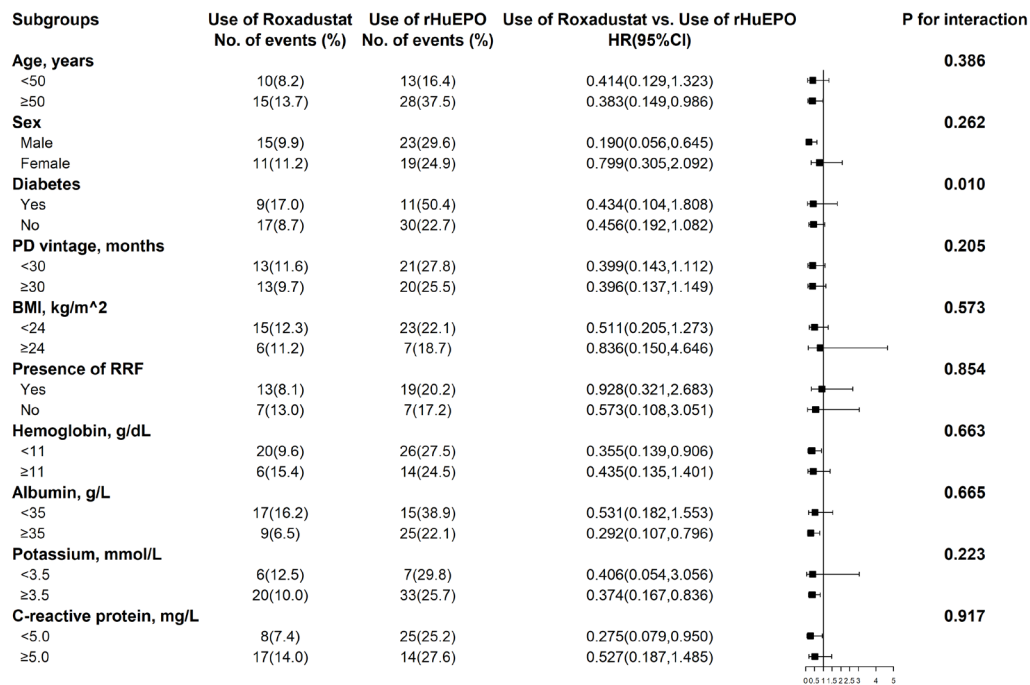 Subgroups Use of Roxadustat Use of rHuEPO Use of Roxadustat vs. Use of rHuEPO P for interaction
No. of events (%) No. of events (%) HR(95%CI)
Age, years 0.386
<50 10(8.2) 13(16.4) 0.414(0.129,1.323)
≥50 15(13.7) 28(37.5) 0.383(0.149,0.986)
Sex 0.262
Male 15(9.9) 23(29.6) 0.190(0.056,0.645)
Female 11(11.2) 19(24.9) 0.799(0.305,2.092)
Diabetes 0.010
Yes 9(17.0) 11(50.4) 0.434(0.104,1.808)
No 17(8.7) 30(22.7) 0.456(0.192,1.082)
PD vintage, months 0.205
<30 13(11.6) 21(27.8) 0.399(0.143,1.112)
≥30 13(9.7) 20(25.5) 0.396(0.137,1.149)
BMI, kg/m^2 0.573
<24 15(12.3) 23(22.1) 0.511(0.205,1.273)
≥24 6(11.2) 7(18.7) 0.836(0.150,4.646)
Presence of RRF 0.854
Yes 13(8.1) 19(20.2) 0.928(0.321,2.683)
No 7(13.0) 7(17.2) 0.573(0.108,3.051)
Hemoglobin, g/dL 0.663
<11 20(9.6) 26(27.5) 0.355(0.139,0.906)
≥11 6(15.4) 14(24.5) 0.435(0.135,1.401)
Albumin, g/L 0.665
<35 17(16.2) 15(38.9) 0.531(0.182,1.553)
≥35 9(6.5) 25(22.1) 0.292(0.107,0.796)
Potassium, mmol/L 0.223
<3.5 6(12.5) 7(29.8) 0.406(0.054,3.056)
≥3.5 20(10.0) 33(25.7) 0.374(0.167,0.836)
C-reactive protein, mg/L 0.917
<5.0 8(7.4) 25(25.2) 0.275(0.079,0.950)
≥5.0 17(14.0) 14(27.6) 0.527(0.187,1.485)
0 0.5 1 1.5 2 2.5 3 4 5